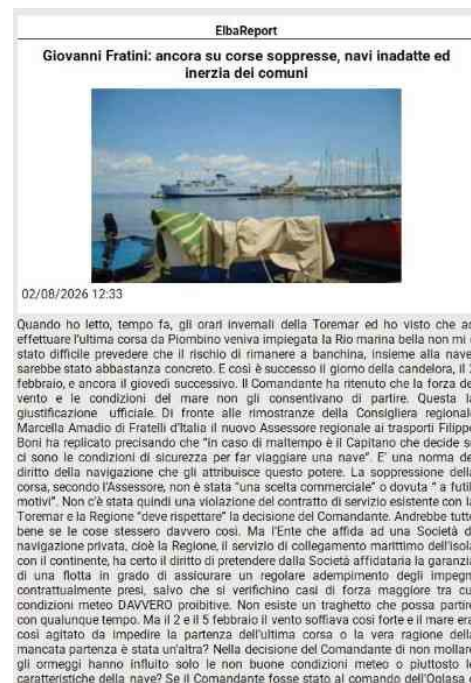 ElbaReport
Giovanni Fratini: ancora su corse soppresse, navi inadatte ed
inerzia dei comuni
02/08/2026 12:33
Quando ho letto, tempo fa, gli orari invernali della Toremar ed ho visto che ad
effettuare l'ultima corsa da Piombino veniva impiegata la Rio marina bella non mi è
stato difficile prevedere che il rischio di rimanere a banchina, insieme alla nave,
sarebbe stato abbastanza concreto. E così è successo il giorno della candelora, il 2
febbraio, e ancora il giovedì successivo. Il Comandante ha ritenuto che la forza del
vento e le condizioni del mare non gli consentivano di partire. Questa la
giustificazione ufficiale. Di fronte alle rimostranze della Consigliera regionale
Marcella Amadio di Fratelli d'Italia il nuovo Assessore regionale ai trasporti Filippo
Boni ha replicato precisando che "in caso di maltempo è il Capitano che decide se
ci sono le condizioni di sicurezza per far viaggiare una nave". E' una norma del
diritto della navigazione che gli attribuisce questo potere. La soppressione della
corsa, secondo l'Assessore, non è stata "una scelta commerciale" o dovuta " a futili
motivi". Non c'è stata quindi una violazione del contratto di servizio esistente con la
Toremar e la Regione "deve rispettare" la decisione del Comandante. Andrebbe tutto
bene se le cose stessero davvero così. Ma l'Ente che affida ad una Società di
navigazione privata, cioè la Regione, il servizio di collegamento marittimo dell'isola
con il continente, ha certo il diritto di pretendere dalla Società affidataria la garanzia
di una flotta in grado di assicurare un regolare adempimento degli impegni
contrattualmente presi, salvo che si verifichino casi di forza maggiore tra cui
condizioni meteo DAVVERO proibitive. Non esiste un traghetto che possa partire
con qualunque tempo. Ma il 2 e il 5 febbraio il vento soffiava così forte e il mare era
così agitato da impedire la partenza dell'ultima corsa o la vera ragione della
mancata partenza è stata un'altra? Nella decisione del Comandante di non mollare
gli ormeggi hanno influito solo le non buone condizioni meteo o piuttosto le
caratteristiche della nave? Se il Comandante fosse stato al comando dell'Oglasa e